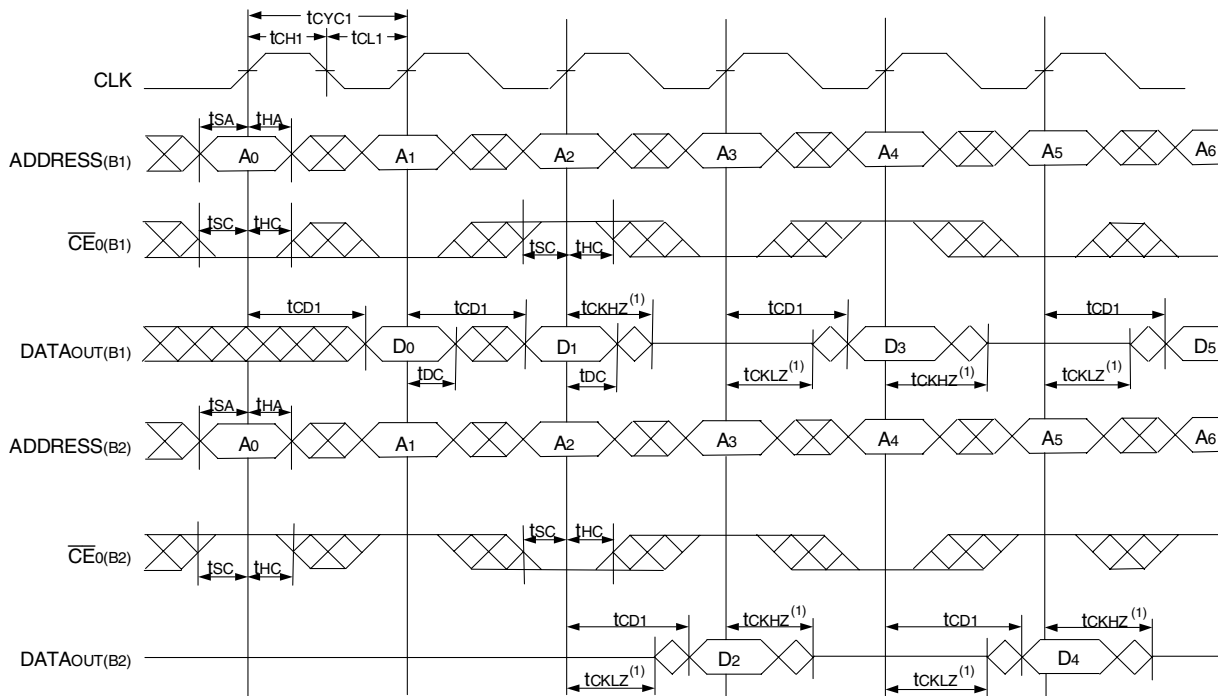 tCYC1
tCH1 tCL1
CLK
tSA tHA
ADDRESS(B1) A0 A1 A2 A3 A4 A5 A6
tSC tHC
CE0(B1) tSC tHC
tCD1 tCD1 tCKHZ(1) tCD1 tCD1
DATAOUT(B1) D0 D1 D3 D5
tDC tDC tCKLZ(1) tCKHZ(1) tCKLZ(1)
tSA tHA
ADDRESS(B2) A0 A1 A2 A3 A4 A5 A6
tSC tHC
CE0(B2)
tSC tHC
tCD1 tCKHZ(1) tCD1 tCKHZ(1)
DATAOUT(B2) D2 D4
tCKLZ(1) tCKLZ(1)